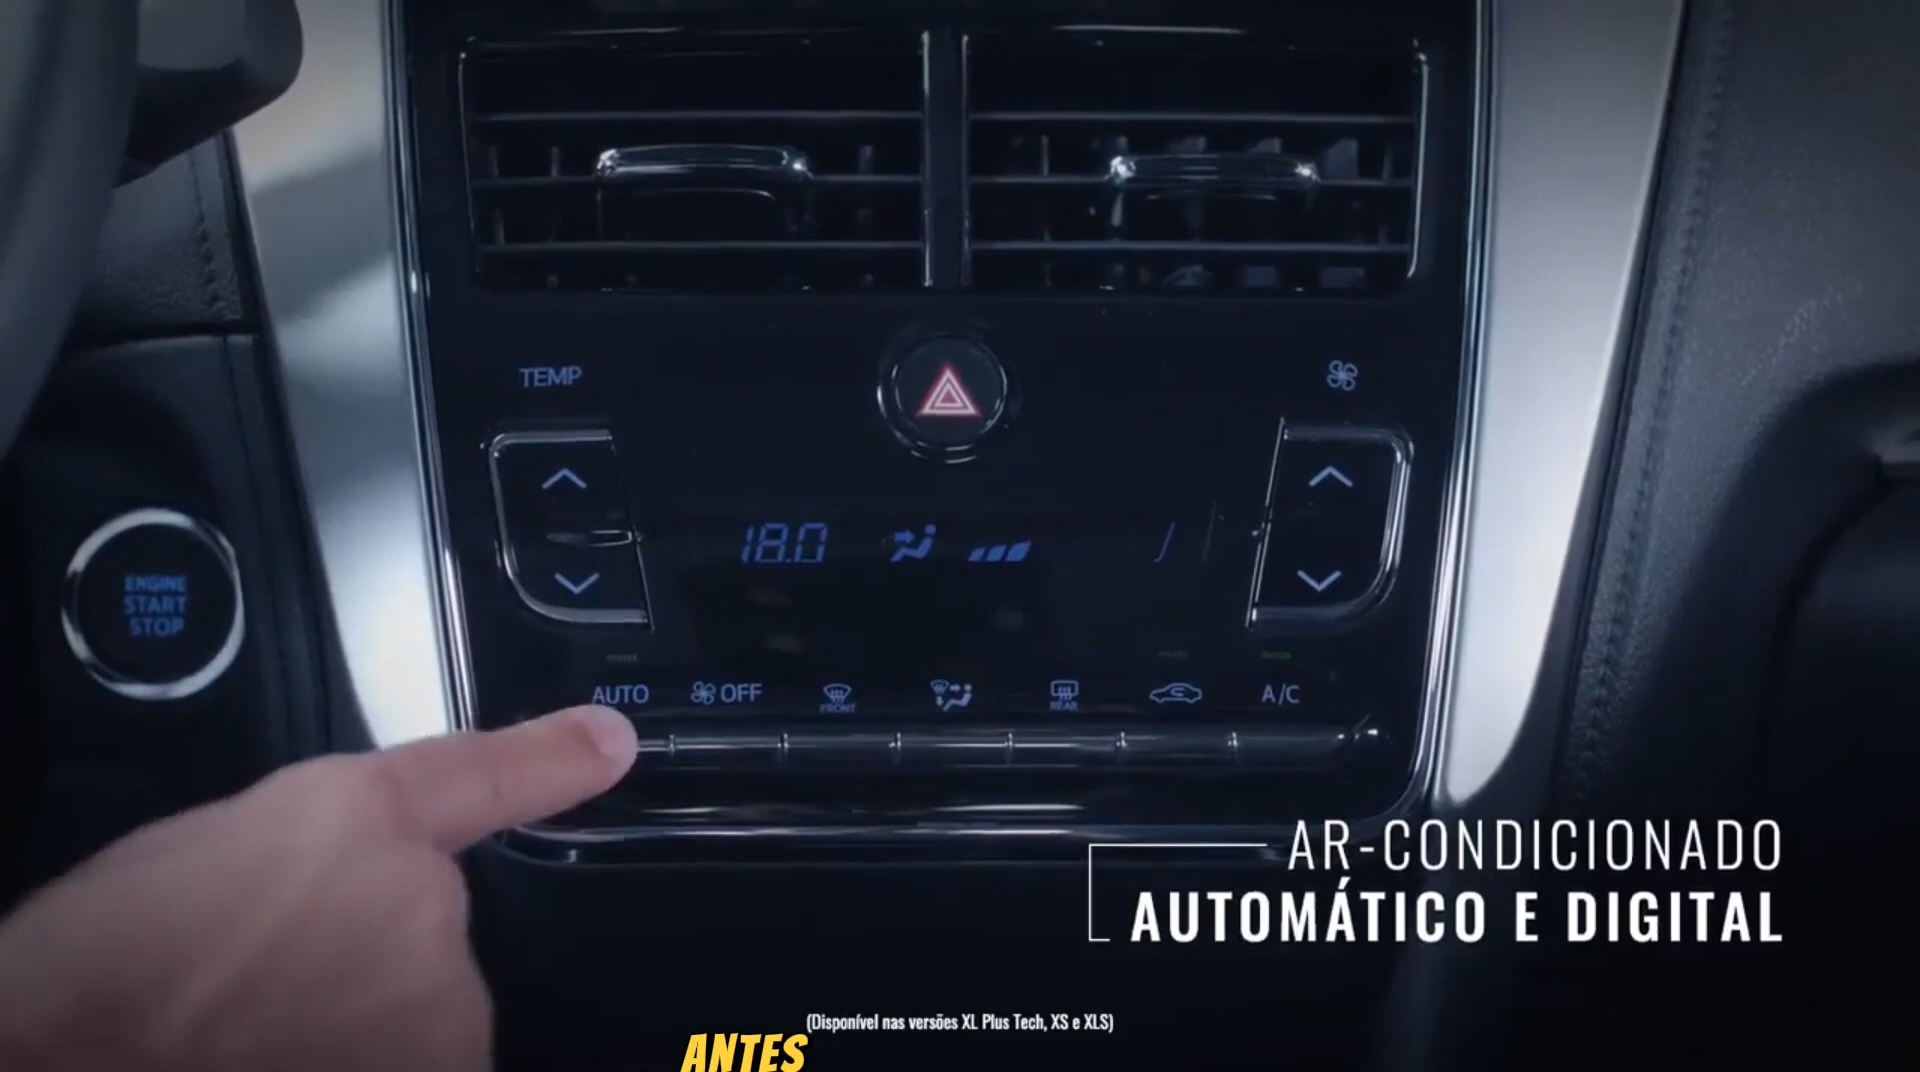 TEMP
18.0
ENGINE
START
STOP
AUTO
OFF
FRONT
REAR
A/C
AR-CONDICIONADO
AUTOMÁTICO E DIGITAL
(Disponível nas versões XL Plus Tech, XS e XLS)
ANTES